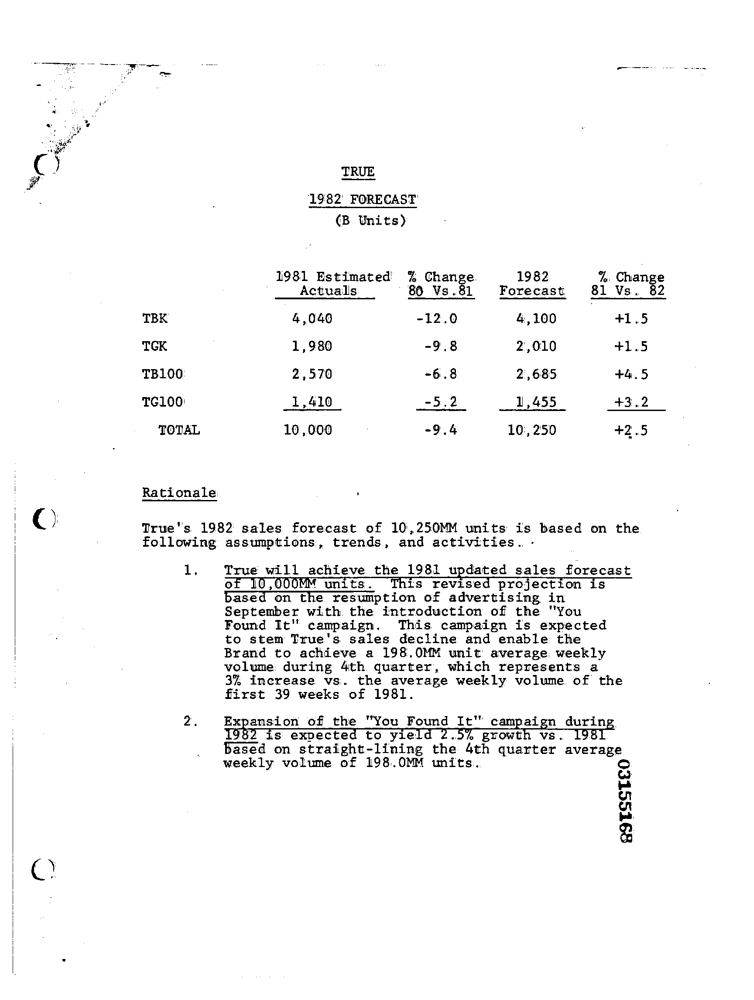 TRUE
1982 FORECAST
(B Units)
1981 Estimated Actuals % Change 80 Vs.81 1982 Forecast % Change 81 Vs. 82
TBK 4,040 -12.0 4,100 +1.5
TGK 1,980 -9.8 2,010 +1.5
TB100 2,570 -6.8 2,685 +4.5
TG100 1,410 -5.2 1,455 +3.2
TOTAL 10,000 -9.4 10,250 +2.5
Rationale
True's 1982 sales forecast of 10,250MM units is based on the
following assumptions, trends, and activities.
1. True will achieve the 1981 updated sales forecast
of 10,000MM units. This revised projection is
based on the resumption of advertising in
September with the introduction of the "You
Found It" campaign. This campaign is expected
to stem True's sales decline and enable the
Brand to achieve a 198.0MM unit average weekly
volume during 4th quarter, which represents a
3% increase vs. the average weekly volume of the
first 39 weeks of 1981.
2. Expansion of the "You Found It" campaign during
1982 is expected to yield 2.5% growth vs. 1981
based on straight-lining the 4th quarter average
weekly volume of 198.0MM units.
03155168